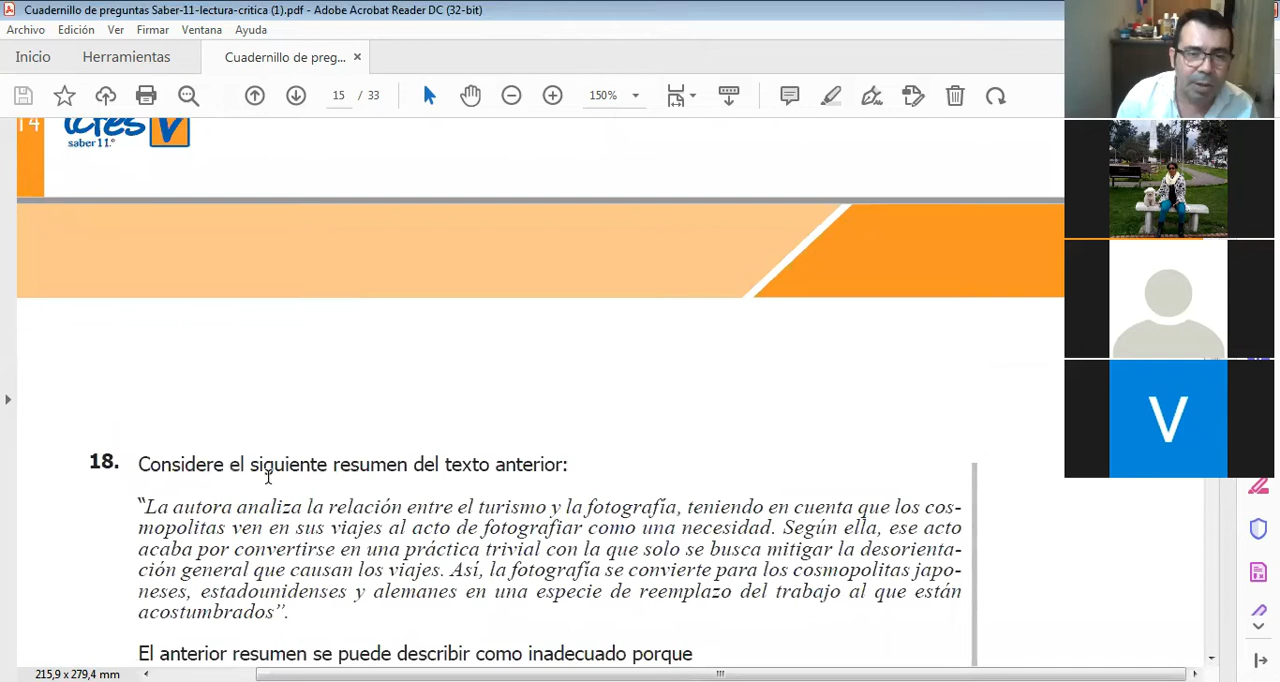 Cuadernillo de preguntas Saber-11-lectura-critica (1).pdf - Adobe Acrobat Reader DC (32-bit)
Archivo Edición Ver Firmar Ventana Ayuda
Inicio Herramientas Cuadernillo de preg... ×
15 / 33 150%
14 icfes
saber 11.°
18. Considere el siguiente resumen del texto anterior:
“La autora analiza la relación entre el turismo y la fotografía, teniendo en cuenta que los cos-
mopolitas ven en sus viajes al acto de fotografiar como una necesidad. Según ella, ese acto
acaba por convertirse en una práctica trivial con la que solo se busca mitigar la desorienta-
ción general que causan los viajes. Así, la fotografía se convierte para los cosmopolitas japo-
neses, estadounidenses y alemanes en una especie de reemplazo del trabajo al que están
acostumbrados”.
El anterior resumen se puede describir como inadecuado porque
215,9 x 279,4 mm
V